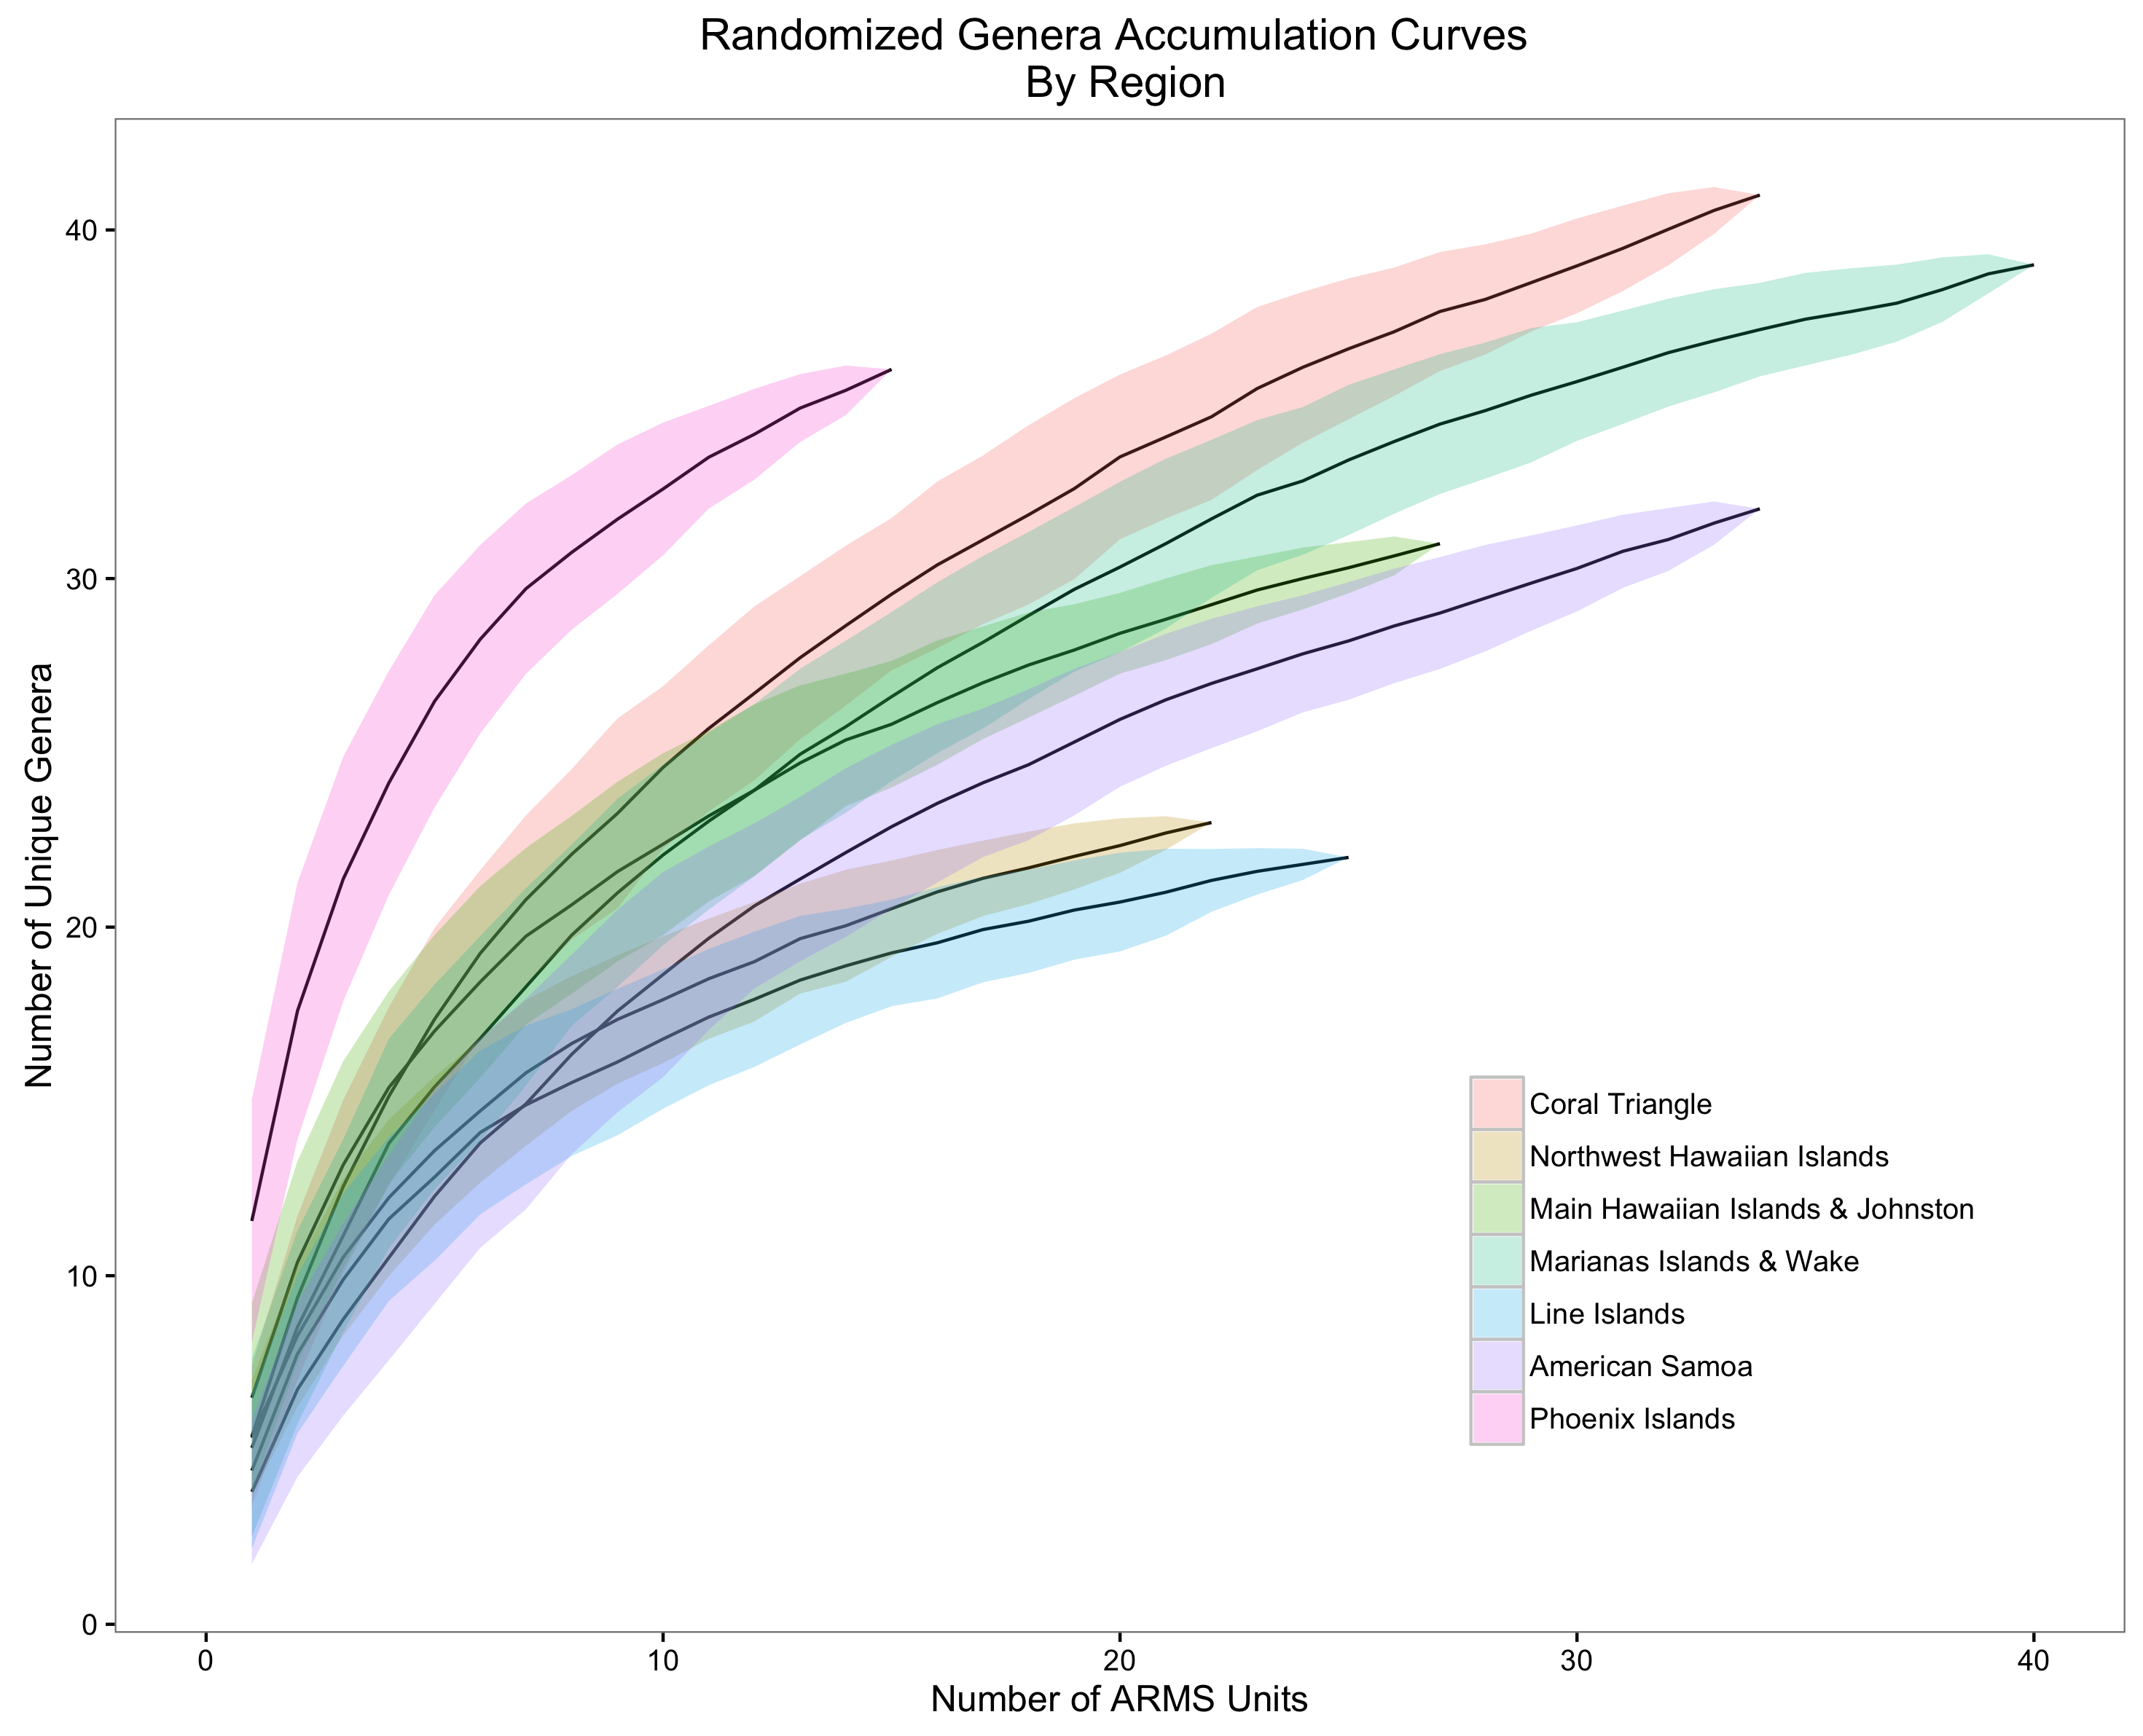 Randomized Genera Accumulation Curves
By Region
Number of Unique Genera
40
30
20
10
0
Coral Triangle
Northwest Hawaiian Islands
Main Hawaiian Islands & Johnston
Marianas Islands & Wake
Line Islands
American Samoa
Phoenix Islands
0 10 20 30 40
Number of ARMS Units